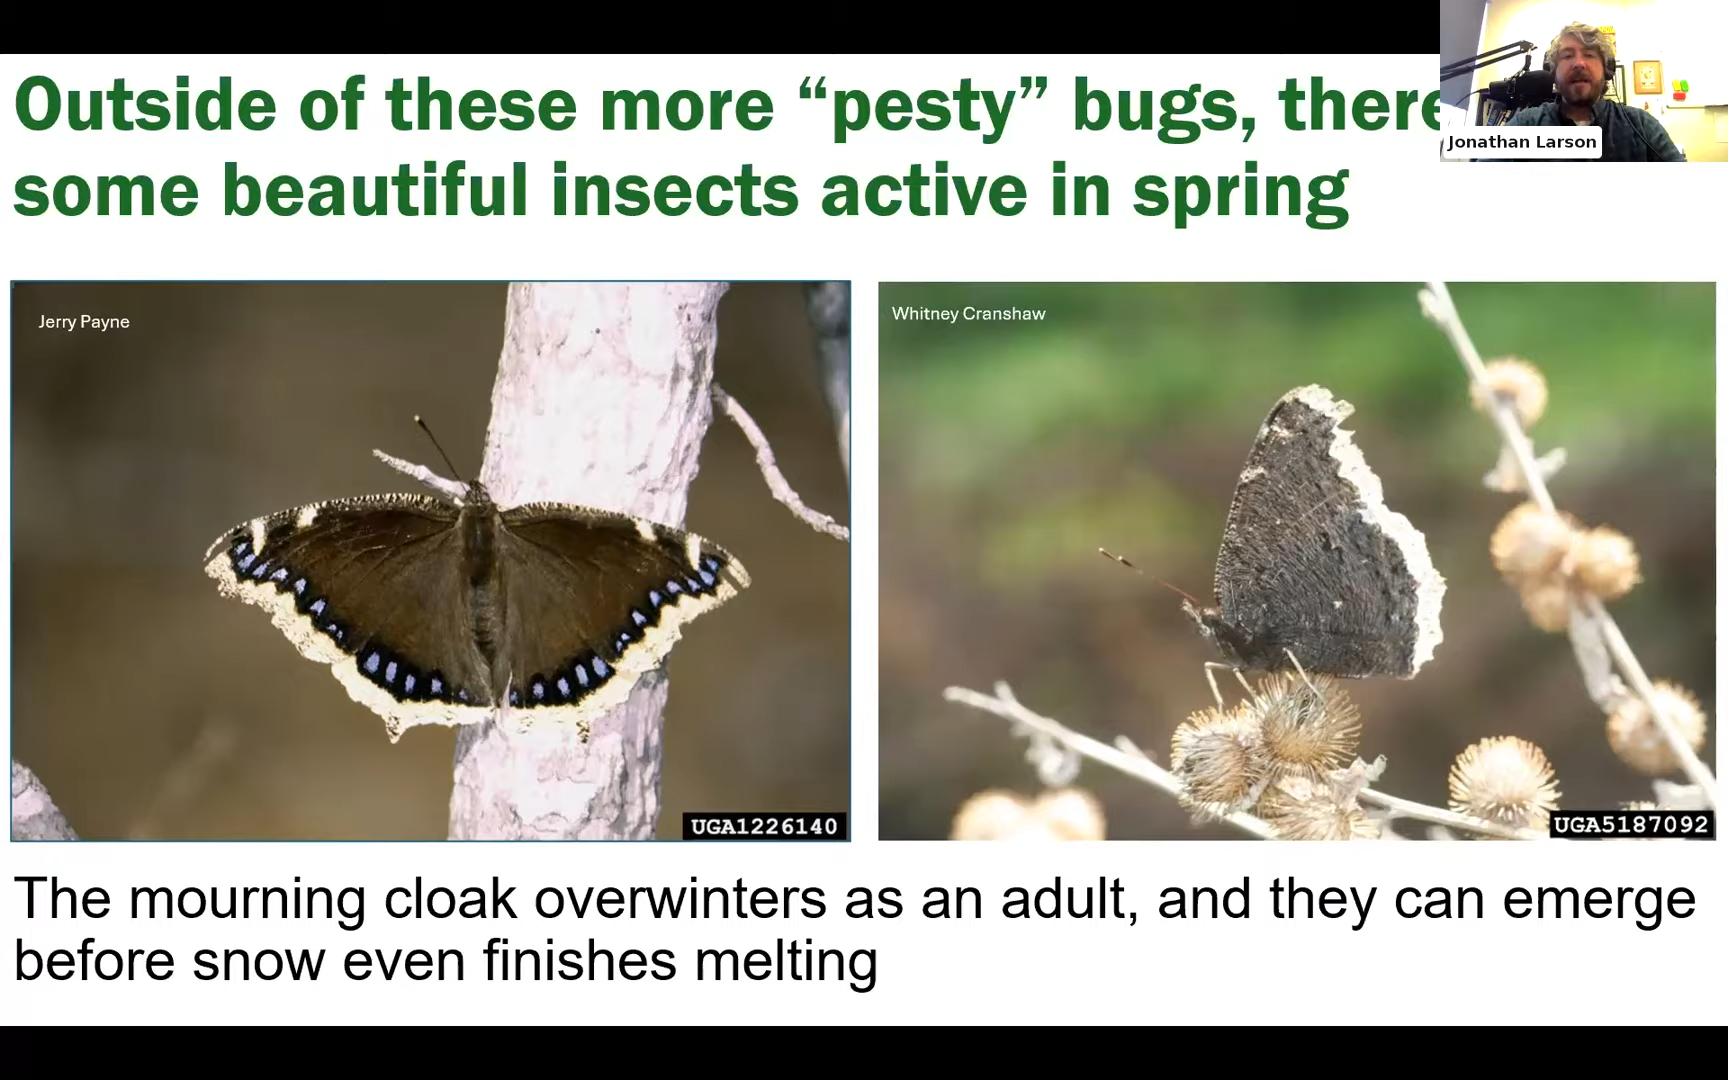 Outside of these more “pesty” bugs, there
some beautiful insects active in spring
Jonathan Larson
Jerry Payne
Whitney Cranshaw
UGA1226140
UGA5187092
The mourning cloak overwinters as an adult, and they can emerge
before snow even finishes melting